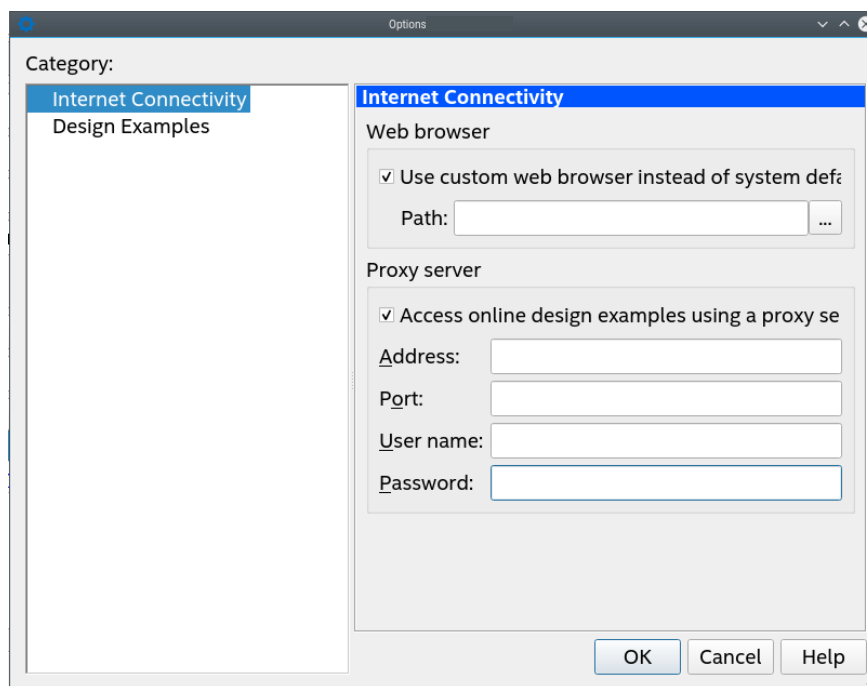 Options
Category:
Internet Connectivity
Design Examples
Internet Connectivity
Web browser
Use custom web browser instead of system defa
Path:
...
Proxy server
Access online design examples using a proxy se
Address:
Port:
User name:
Password:
OK
Cancel
Help